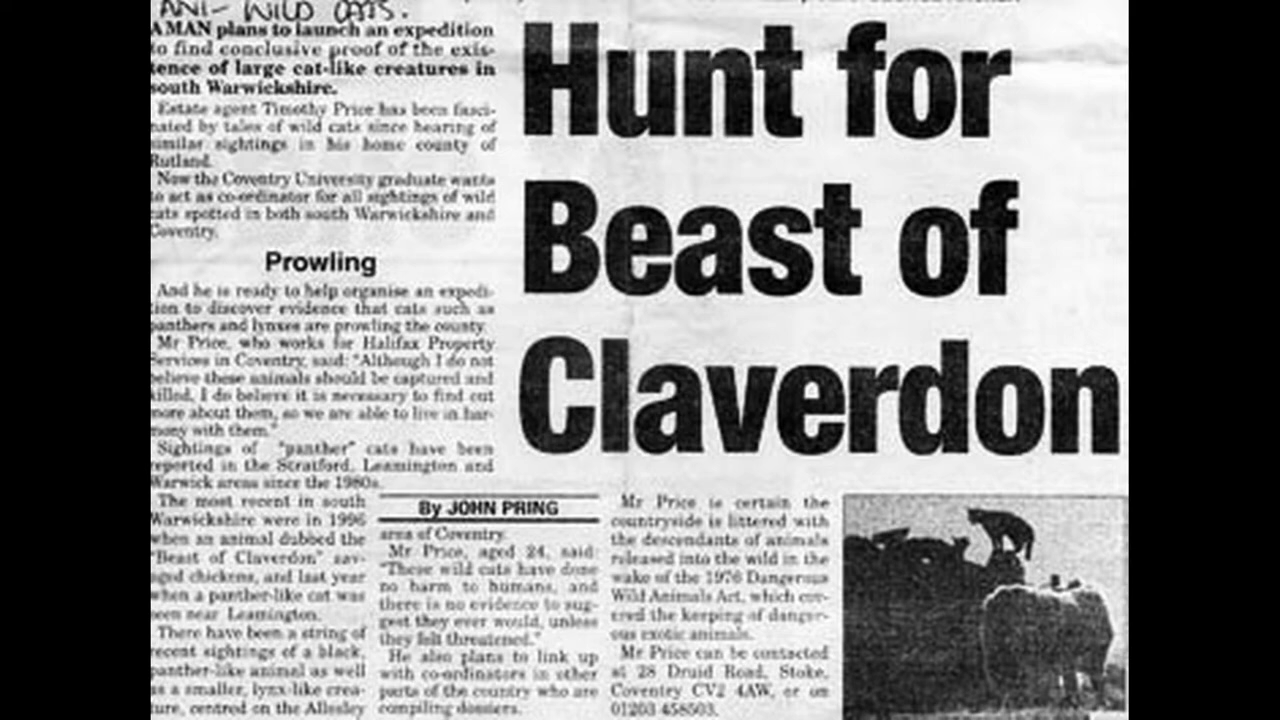 ANI- WILD CATS.
A MAN plans to launch an expedition
to find conclusive proof of the exis-
tence of large cat-like creatures in
south Warwickshire.
Estate agent Timothy Price has been fasci-
nated by tales of wild cats since hearing of
similar sightings in his home county of
Rutland.
Now the Coventry University graduate wants
to act as co-ordinator for all sightings of wild
cats spotted in both south Warwickshire and
Coventry.
Prowling
And he is ready to help organise an expedi-
tion to discover evidence that cats such as
panthers and lynxes are prowling the county.
Mr Price, who works for Halifax Property
Services in Coventry, said: "Although I do not
believe these animals should be captured and
killed, I do believe it is necessary to find out
more about them, so we are able to live in har-
mony with them."
Sightings of "panther" cats have been
reported in the Stratford, Leamington and
Warwick areas since the 1980s.
The most recent in south
Warwickshire were in 1996
when an animal dubbed the
"Beast of Claverdon" sav-
aged chickens, and last year
when a panther-like cat was
seen near Leamington.
There have been a string of
recent sightings of a black,
panther-like animal as well
as a smaller, lynx-like crea-
ture, centred on the Allesley
Hunt for
Beast of
Claverdon
By JOHN PRING
area of Coventry.
Mr Price, aged 24, said:
"These wild cats have done
no harm to humans, and
there is no evidence to sug-
gest they ever would, unless
they felt threatened."
He also plans to link up
with co-ordinators in other
parts of the country who are
compiling dossiers.
Mr Price is certain the
countryside is littered with
the descendants of animals
released into the wild in the
wake of the 1976 Dangerous
Wild Animals Act, which cov-
ered the keeping of danger-
ous exotic animals.
Mr Price can be contacted
at 28 Druid Road, Stoke,
Coventry CV2 4AW, or on
01203 458503.